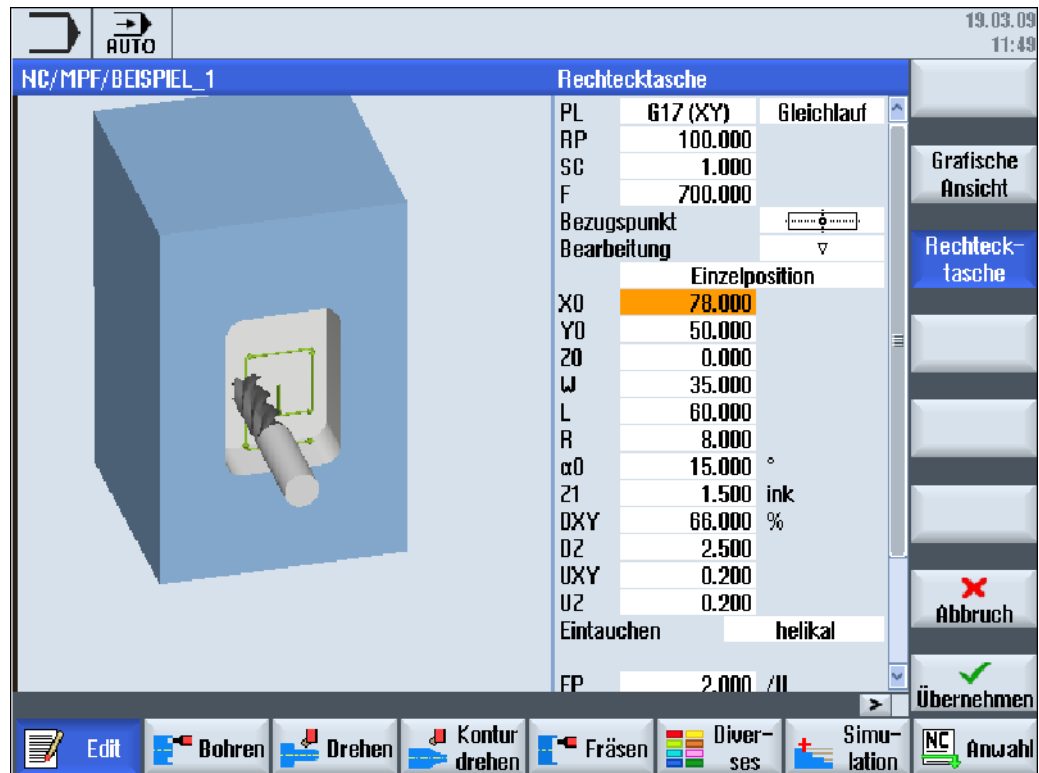 AUTO
19.03.09
11:49
NC/MPF/BEISPIEL_1
Rechtecktasche
PL G17 (XY) Gleichlauf
RP 100.000
SC 1.000
F 700.000
Bezugspunkt
Bearbeitung ▽
Einzelposition
X0 78.000
Y0 50.000
Z0 0.000
W 35.000
L 60.000
R 8.000
α0 15.000 °
Z1 1.500 ink
DXY 66.000 %
DZ 2.500
UXY 0.200
UZ 0.200
Eintauchen helikal
EP 2.000 /U
Grafische
Ansicht
Rechteck-
tasche
Abbruch
Übernehmen
>
Edit
Bohren
Drehen
Kontur
drehen
Fräsen
Diver-
ses
Simu-
lation
NC Anwahl